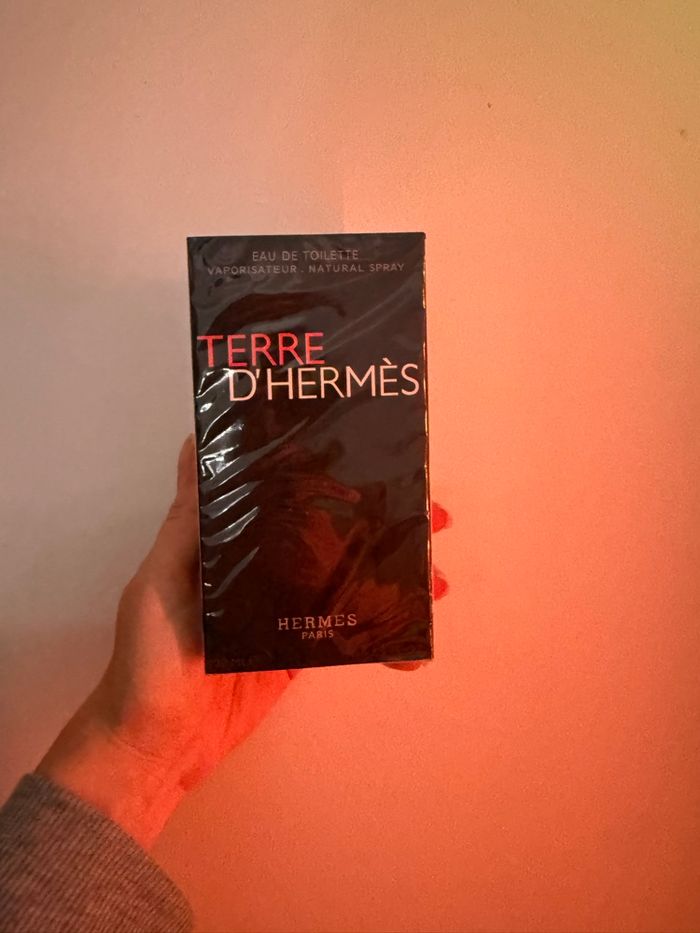 EAU DE TOILETTE
VAPORISATEUR . NATURAL SPRAY
TERRE
D'HERMÈS
HERMES
PARIS